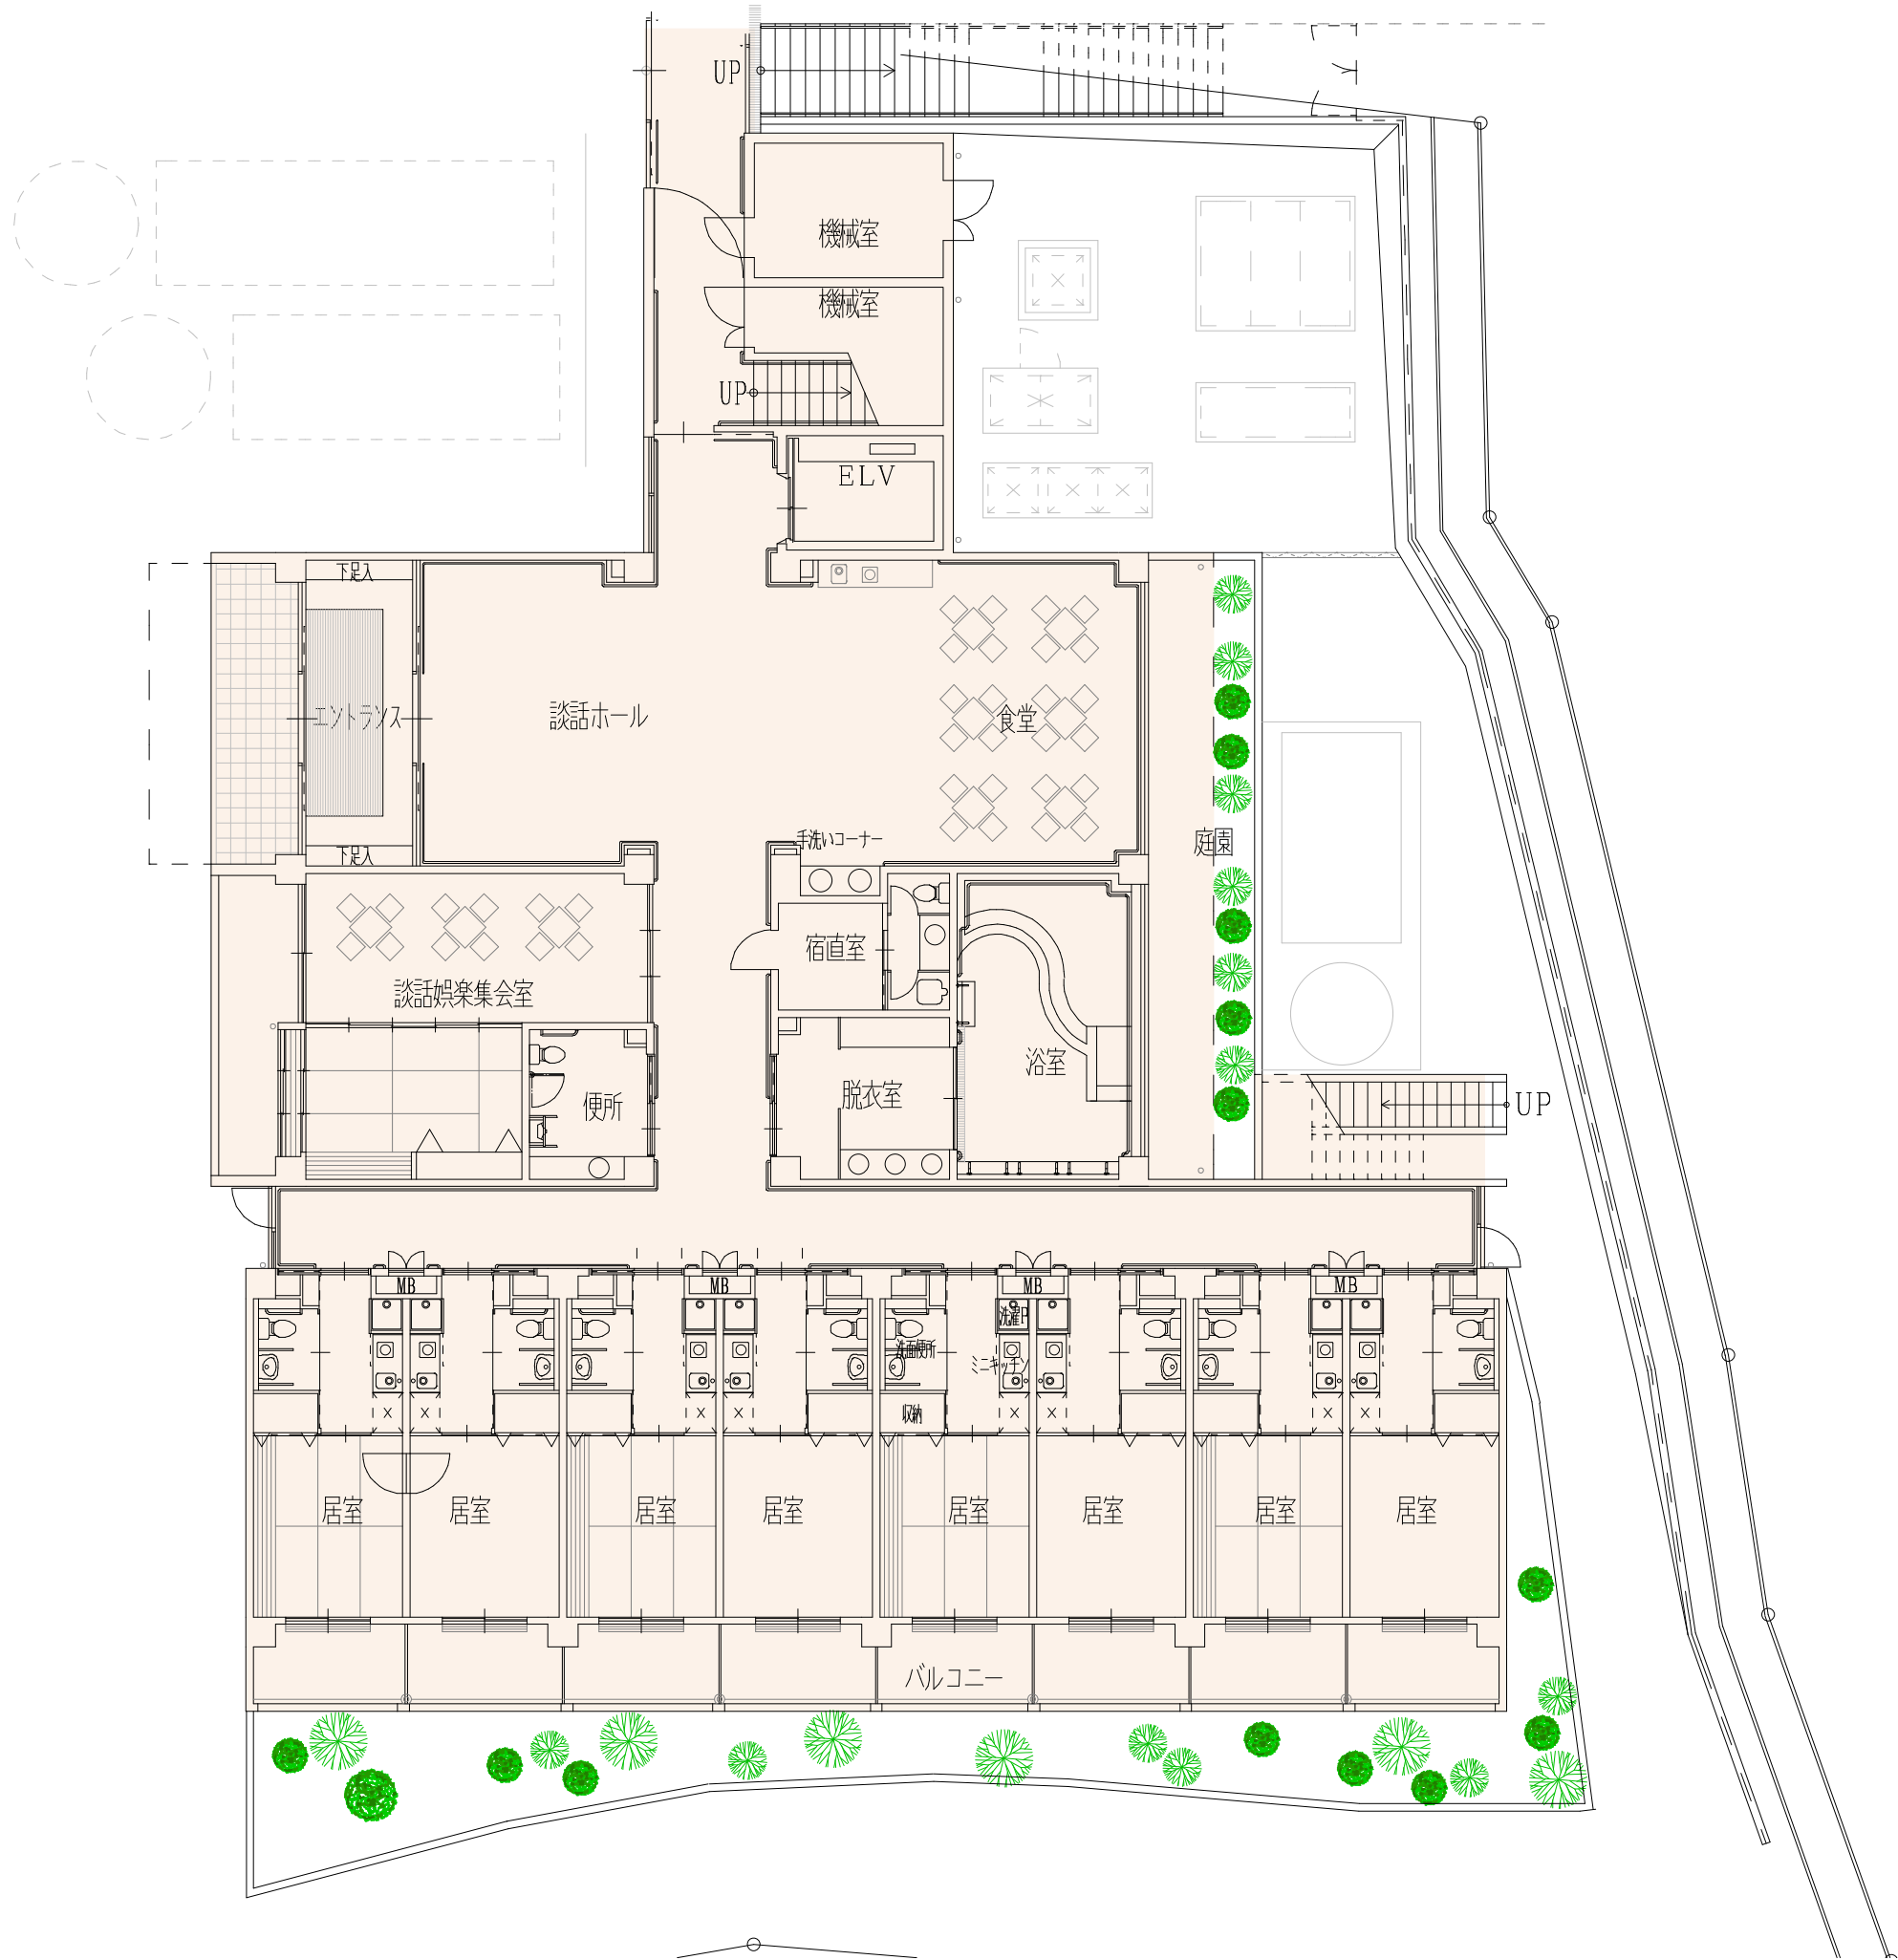 UP
機械室
機械室
UP
ELV
下足入
エントランス
談話ホール
食堂
手洗いコーナー
庭園
下足入
宿直室
談話娯楽集会室
浴室
脱衣室
便所
UP
MB
MB
MB
MB
洗濯P
洗面便所
ミニキッチン
収納
居室
居室
居室
居室
居室
居室
居室
居室
バルコニー